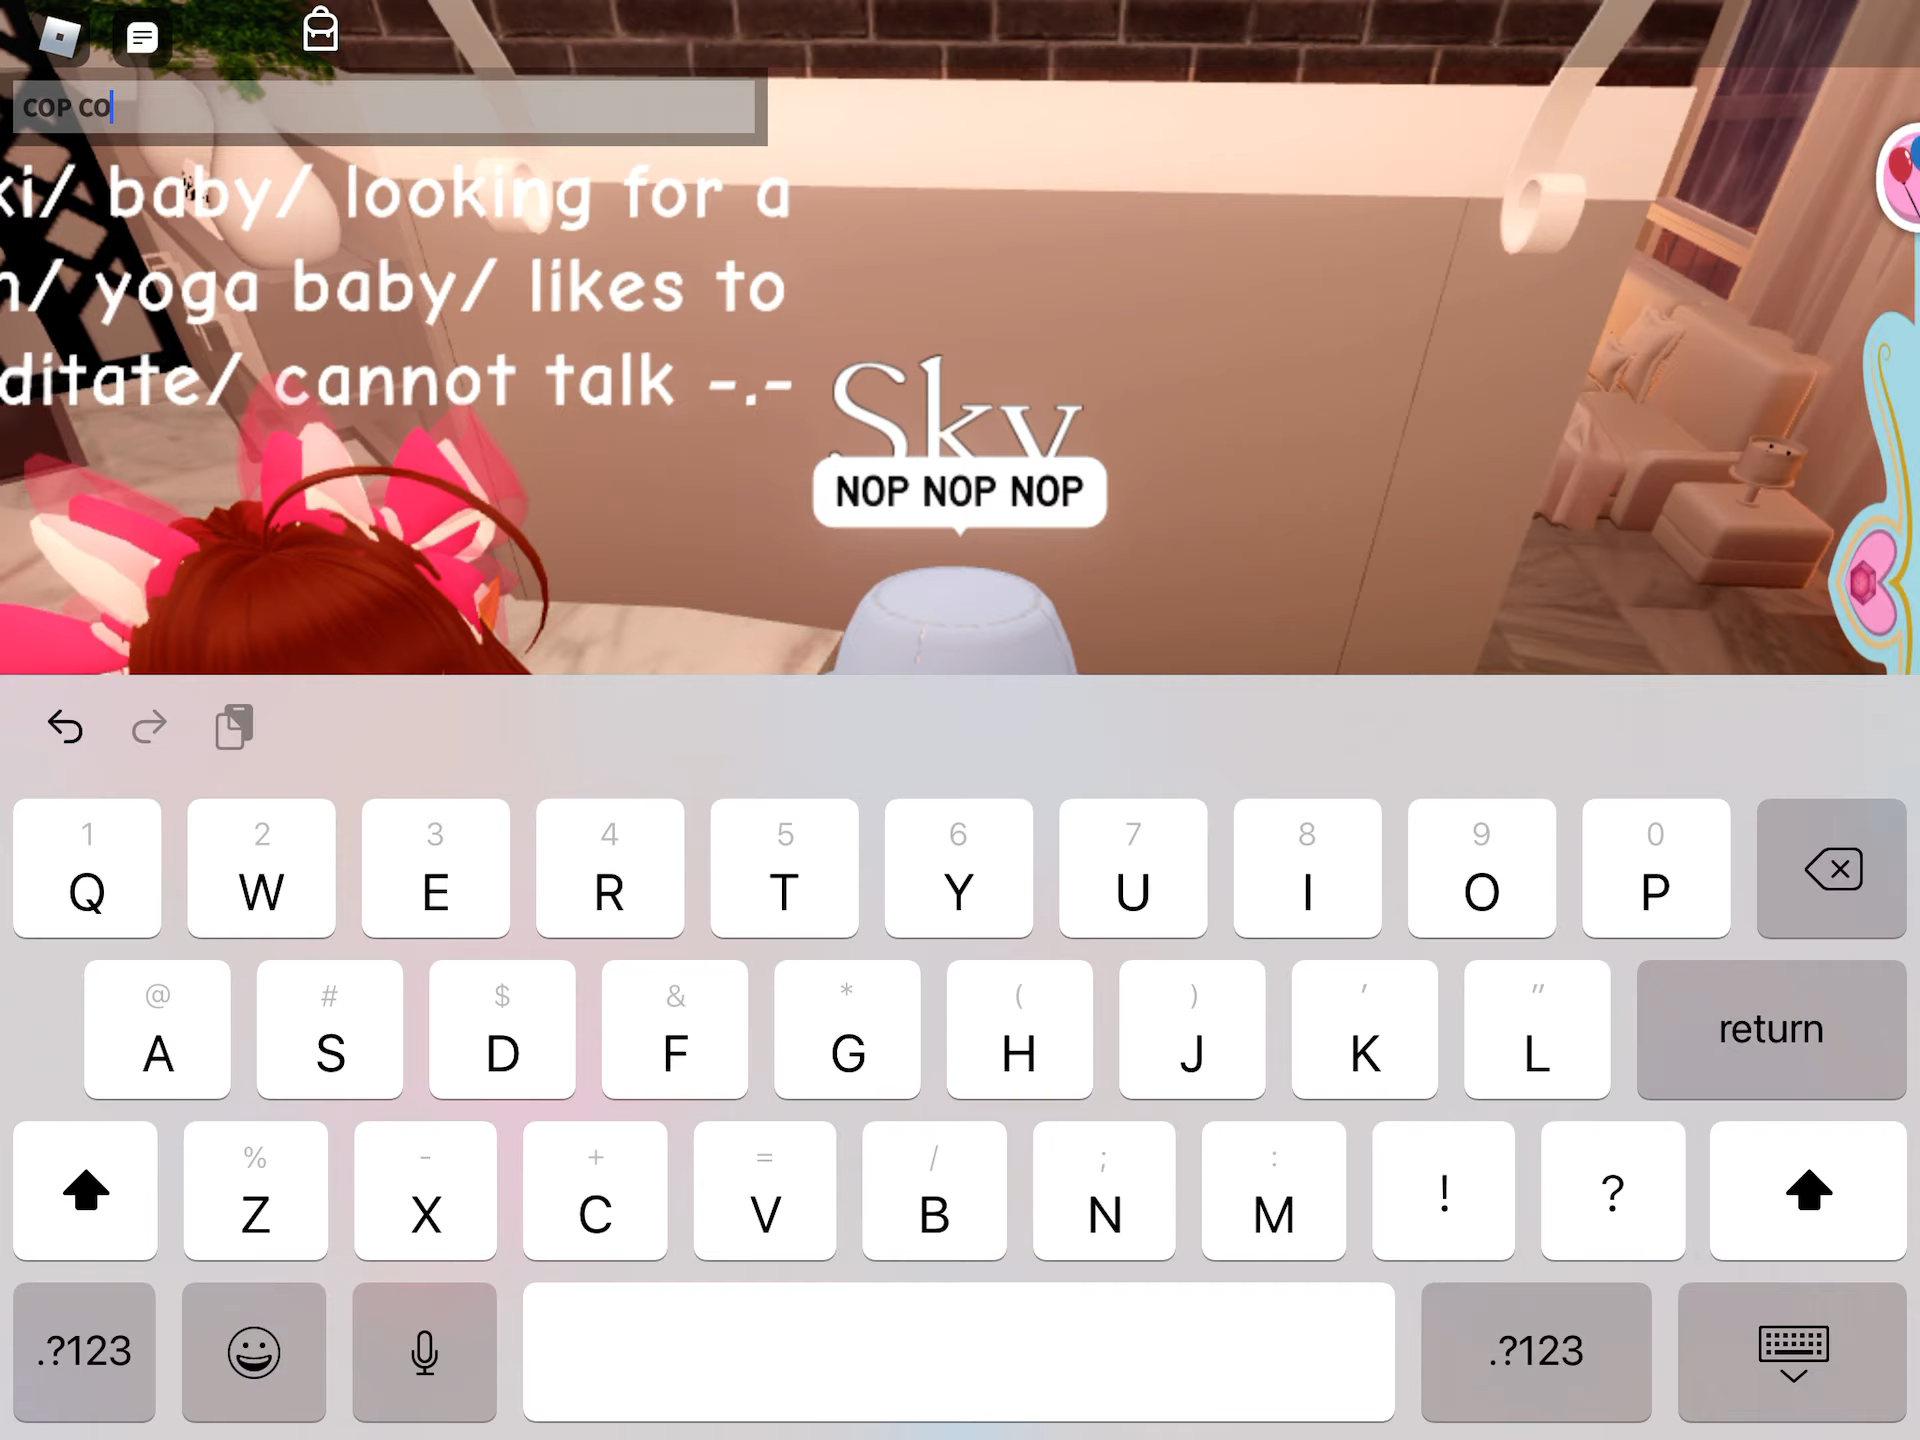 COP CO
ki/ baby/ looking for a
/ yoga baby/ likes to
ditate/ cannot talk -.-
Sky
NOP NOP NOP
1 2 3 4 5 6 7 8 9 0
Q W E R T Y U I O P
@ # $ & * ( ) ' "
A S D F G H J K L return
% - + = / ; :
Z X C V B N M ! ?
.?123 .?123